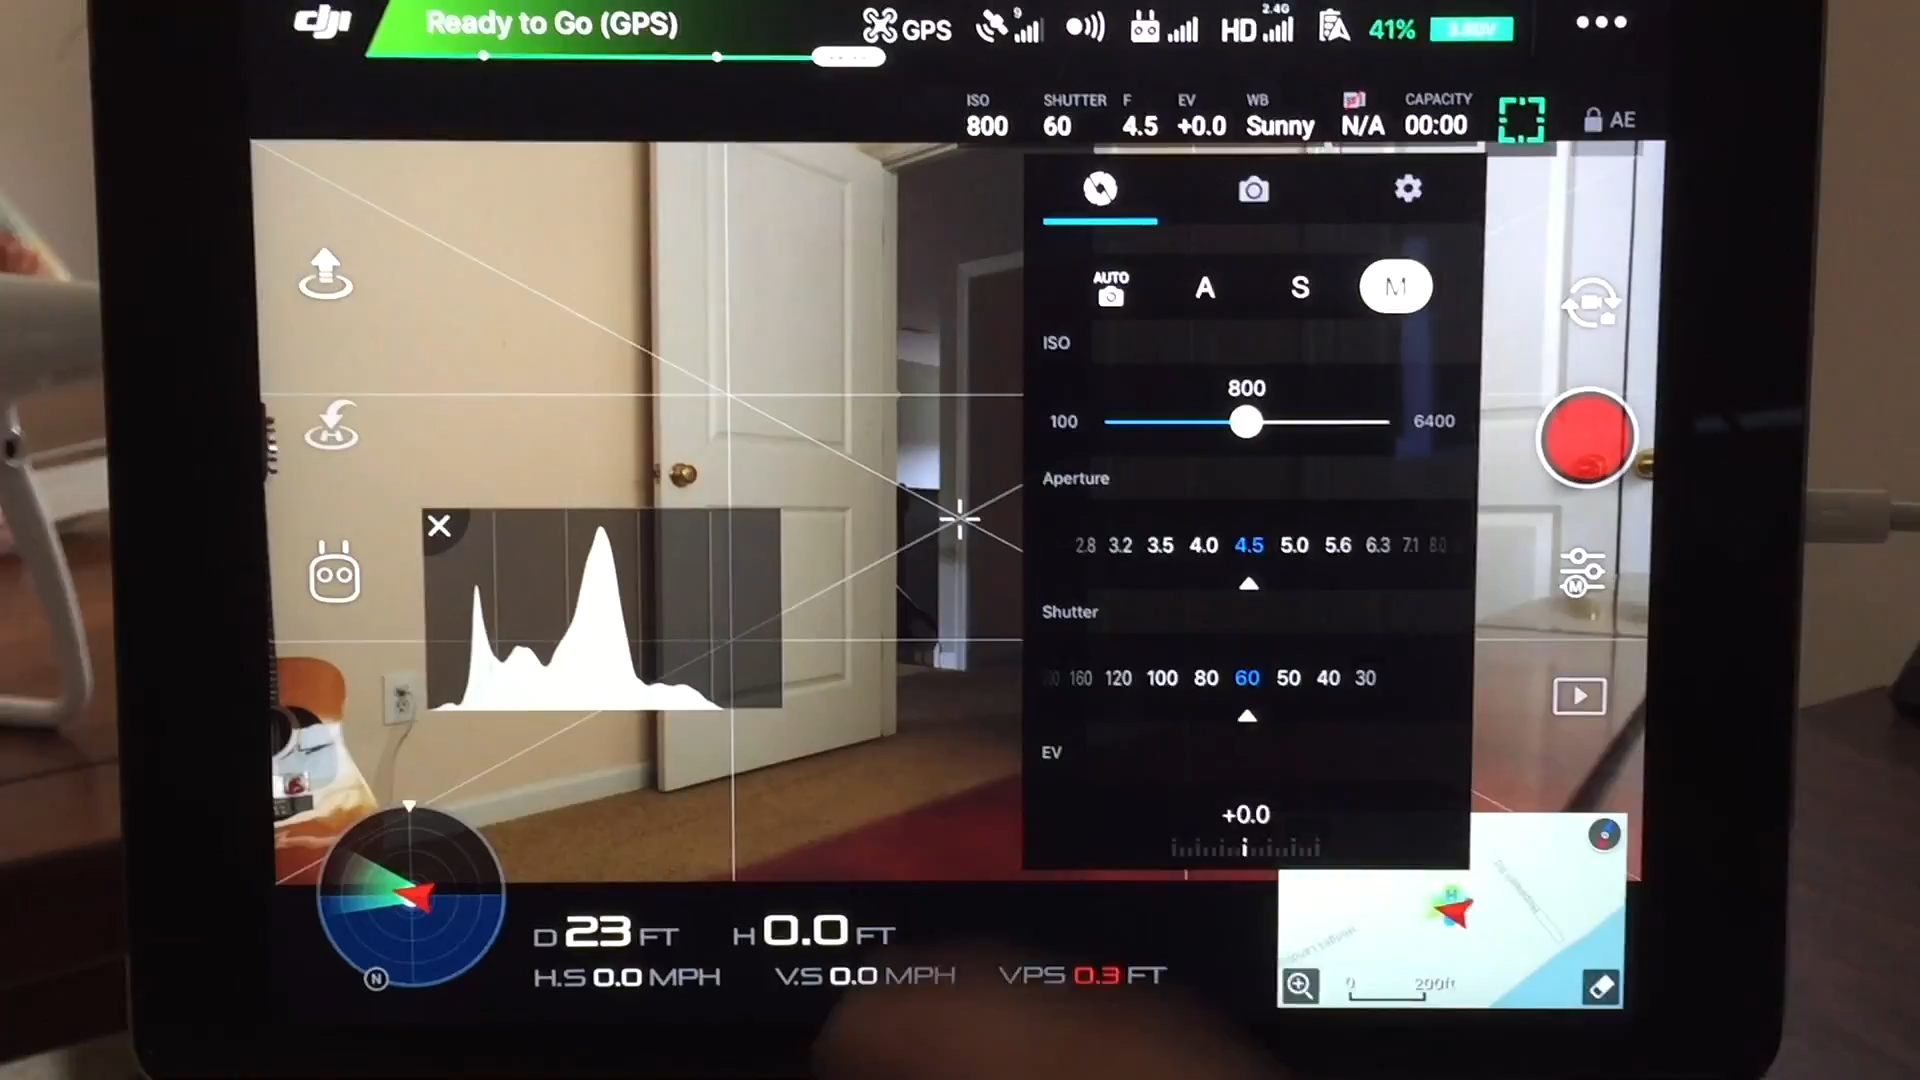 dji Ready to Go (GPS) GPS 9 HD 2.4G 41%
ISO SHUTTER F EV WB CAPACITY
800 60 4.5 +0.0 Sunny N/A 00:00 AE
AUTO A S M
ISO
800
100 6400
Aperture
2.8 3.2 3.5 4.0 4.5 5.0 5.6 6.3 7.1 8.0
Shutter
160 120 100 80 60 50 40 30
EV
+0.0
M
N
H
D 23 FT H 0.0 FT
H.S 0.0 MPH V.S 0.0 MPH VPS 0.3 FT
0 200ft